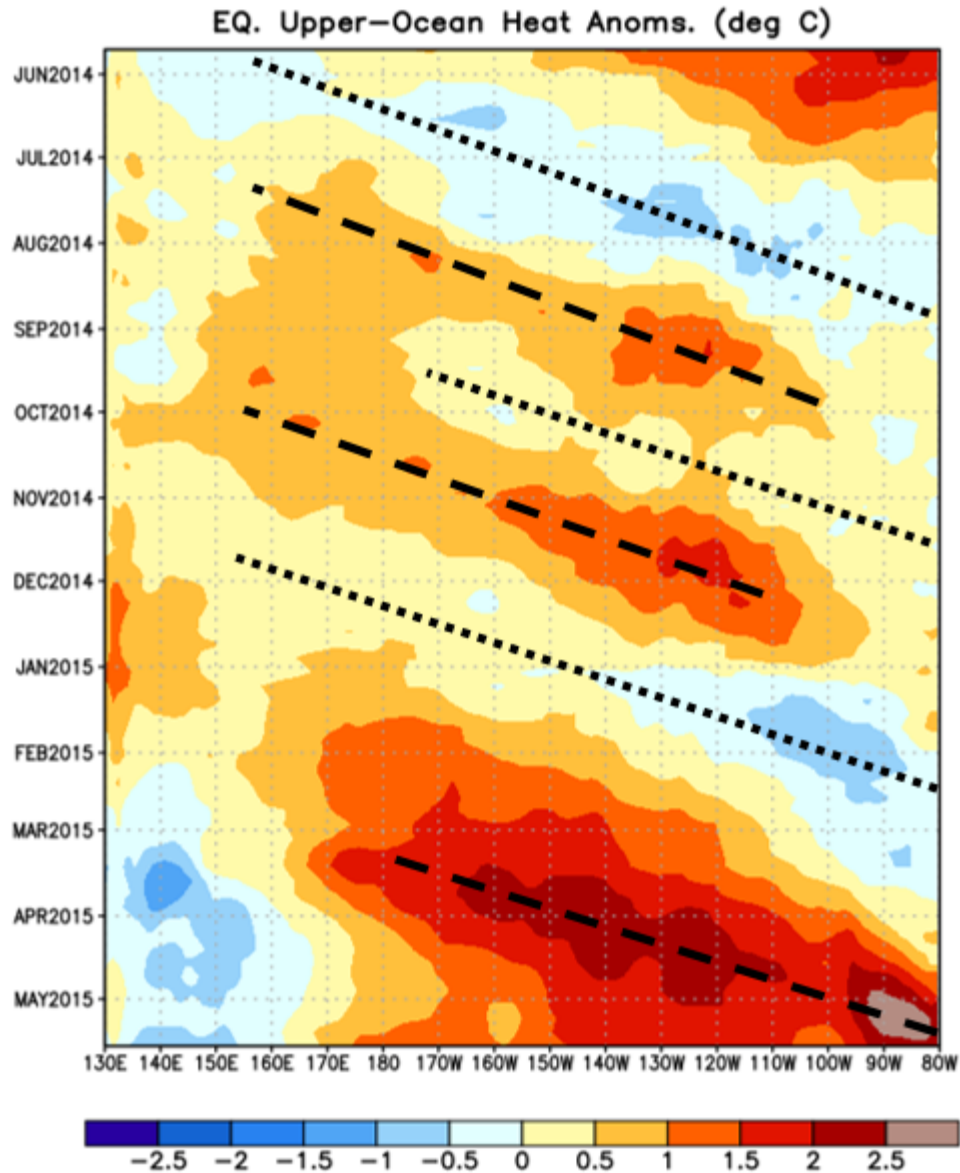 EQ. Upper-Ocean Heat Anoms. (deg C)
JUN2014
JUL2014
AUG2014
SEP2014
OCT2014
NOV2014
DEC2014
JAN2015
FEB2015
MAR2015
APR2015
MAY2015
130E 140E 150E 160E 170E 180 170W 160W 150W 140W 130W 120W 110W 100W 90W 80W
-2.5 -2 -1.5 -1 -0.5 0 0.5 1 1.5 2 2.5